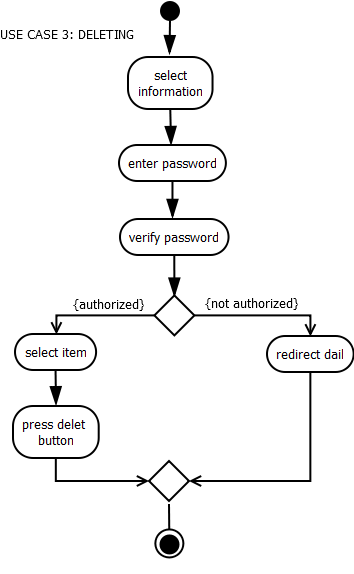 USE CASE 3: DELETING
select
information
enter password
verify password
{authorized}
{not authorized}
select item
redirect dail
press delet
button